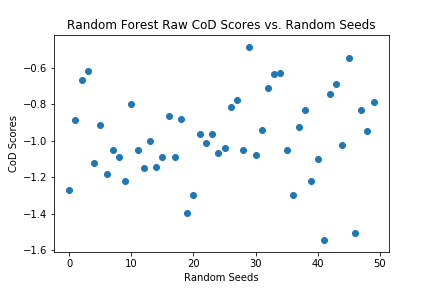 Random Forest Raw CoD Scores vs. Random Seeds
CoD Scores
−0.6
−0.8
−1.0
−1.2
−1.4
−1.6
0 10 20 30 40 50
Random Seeds